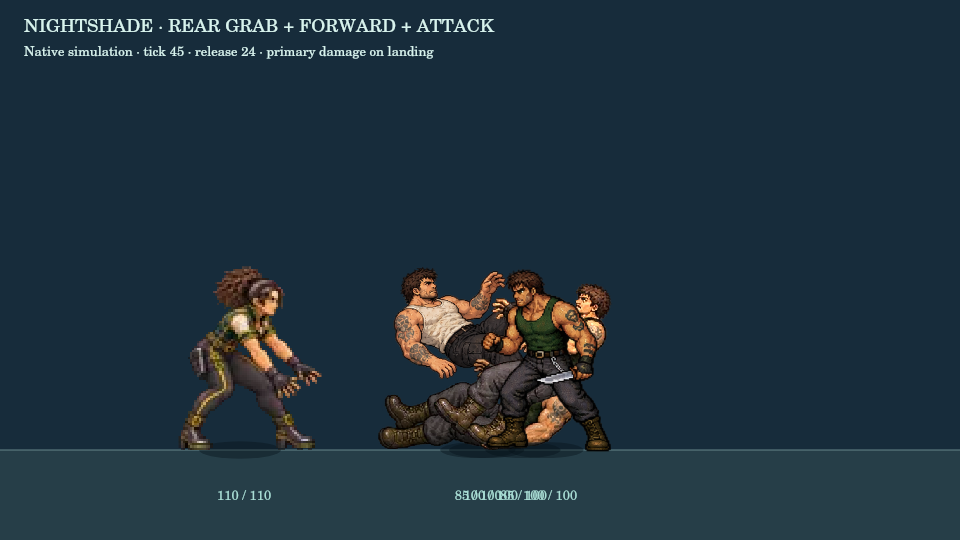 NIGHTSHADE · REAR GRAB + FORWARD + ATTACK
Native simulation · tick 45 · release 24 · primary damage on landing
110 / 110